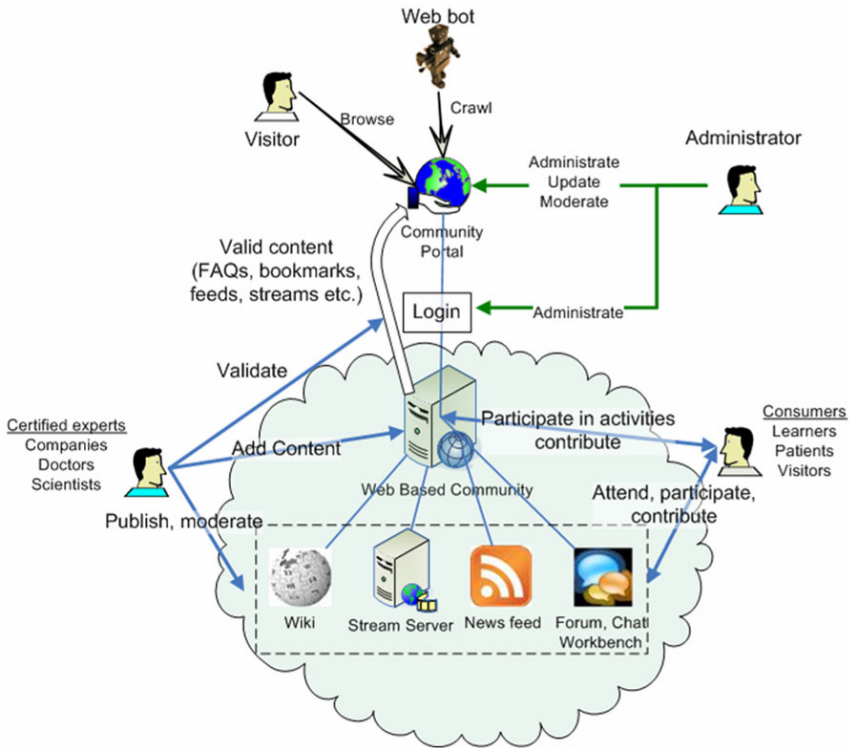 Web bot
Visitor
Browse
Crawl
Administrator
Administrate
Update
Moderate
Community
Portal
Valid content
(FAQs, bookmarks,
feeds, streams etc.)
Login
Administrate
Validate
Certified experts
Companies
Doctors
Scientists
Add Content
Participate in activities
contribute
Consumers
Learners
Patients
Visitors
Web Based Community
Publish, moderate
Attend, participate,
contribute
Wiki
Stream Server
News feed
Forum, Chat
Workbench